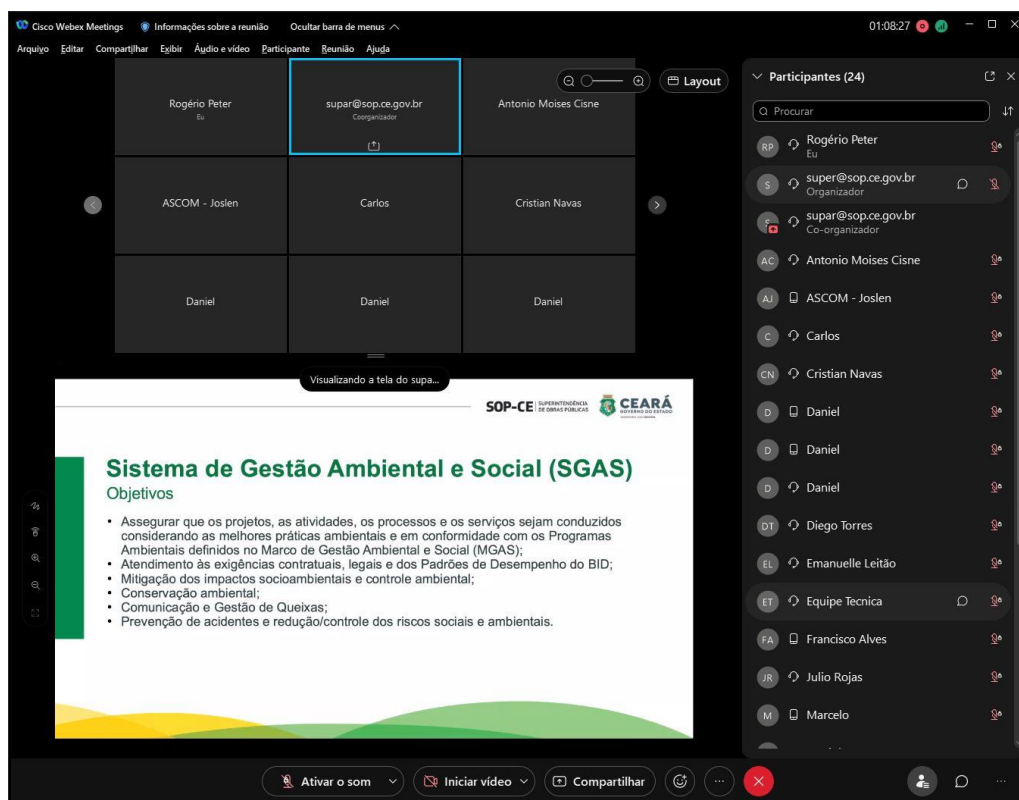 Cisco Webex Meetings
Informações sobre a reunião
Ocultar barra de menus
01:08:27
Arquivo Editar Compartilhar Exibir Áudio e vídeo Participante Reunião Ajuda
Layout
Rogério Peter
Eu
supar@sop.ce.gov.br
Coorganizador
Antonio Moises Cisne
ASCOM - Joslen
Carlos
Cristian Navas
Daniel
Daniel
Daniel
Visualizando a tela do supa...
SOP-CE SUPERINTENDÊNCIA
DE OBRAS PÚBLICAS
CEARÁ
GOVERNO DO ESTADO
Sistema de Gestão Ambiental e Social (SGAS)
Objetivos
• Assegurar que os projetos, as atividades, os processos e os serviços sejam conduzidos
considerando as melhores práticas ambientais e em conformidade com os Programas
Ambientais definidos no Marco de Gestão Ambiental e Social (MGAS);
• Atendimento às exigências contratuais, legais e dos Padrões de Desempenho do BID;
• Mitigação dos impactos socioambientais e controle ambiental;
• Conservação ambiental;
• Comunicação e Gestão de Queixas;
• Prevenção de acidentes e redução/controle dos riscos sociais e ambientais.
Participantes (24)
Procurar
RP Rogério Peter
Eu
S super@sop.ce.gov.br
Organizador
S supar@sop.ce.gov.br
Co-organizador
AC Antonio Moises Cisne
AJ ASCOM - Joslen
C Carlos
CN Cristian Navas
D Daniel
D Daniel
D Daniel
DT Diego Torres
EL Emanuelle Leitão
ET Equipe Tecnica
FA Francisco Alves
JR Julio Rojas
M Marcelo
Ativar o som
Iniciar vídeo
Compartilhar